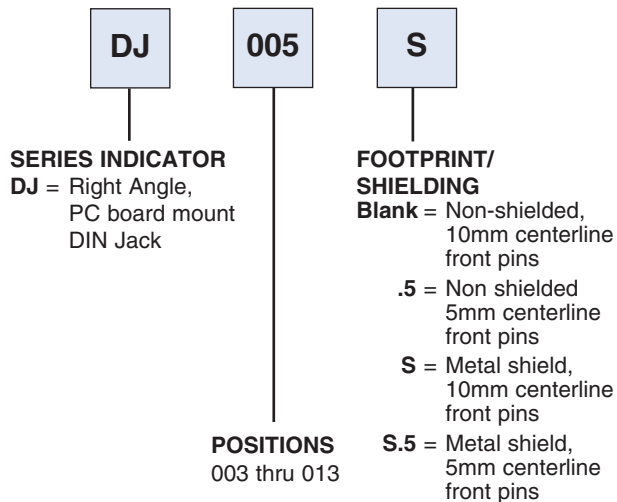 DJ
005
S
SERIES INDICATOR
DJ = Right Angle,
PC board mount
DIN Jack
POSITIONS
003 thru 013
FOOTPRINT/
SHIELDING
Blank = Non-shielded,
10mm centerline
front pins
.5 = Non shielded
5mm centerline
front pins
S = Metal shield,
10mm centerline
front pins
S.5 = Metal shield,
5mm centerline
front pins